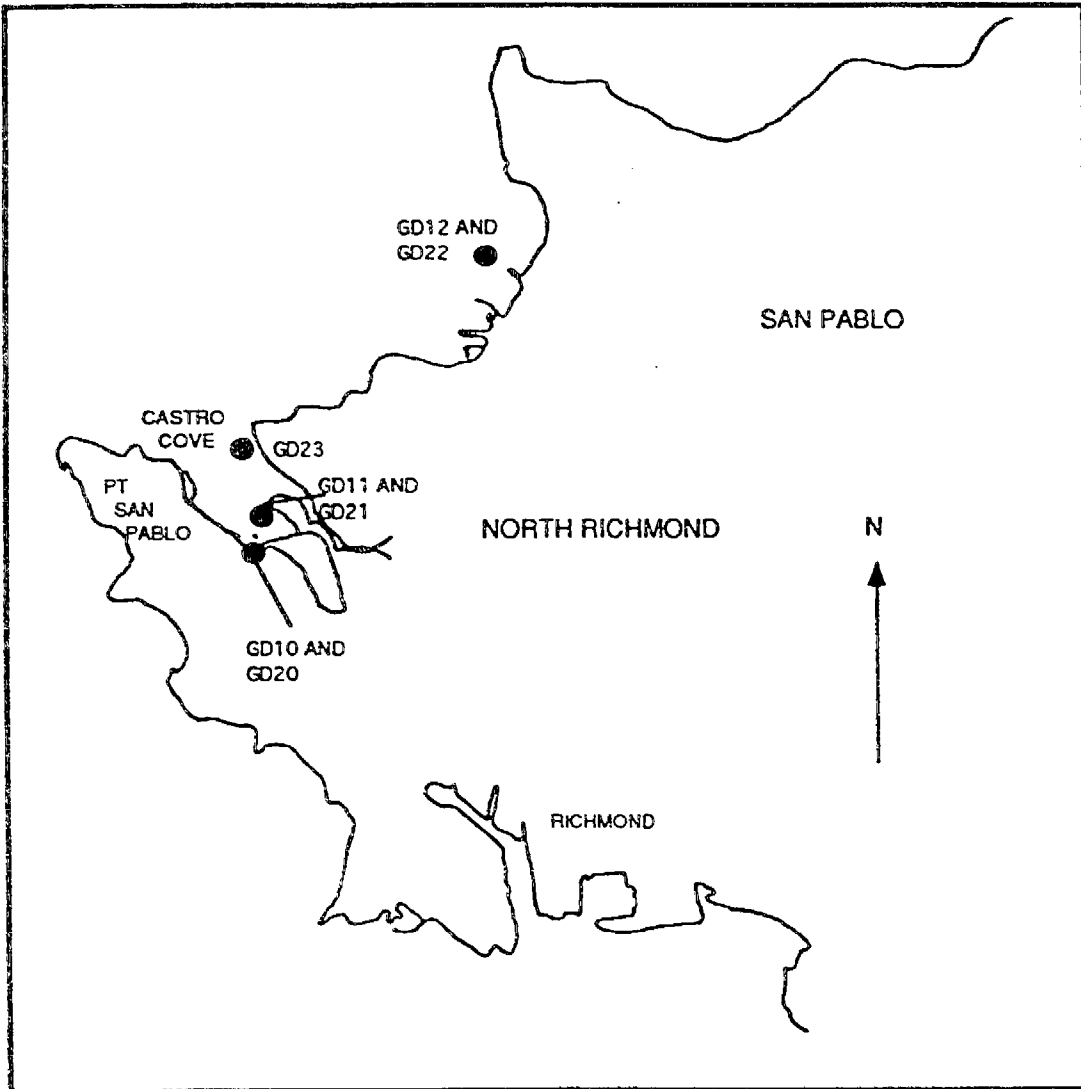 GD12 AND
GD22
SAN PABLO
CASTRO
COVE
GD23
PT
SAN
PABLO
GD11 AND
GD21
NORTH RICHMOND
N
GD10 AND
GD20
RICHMOND